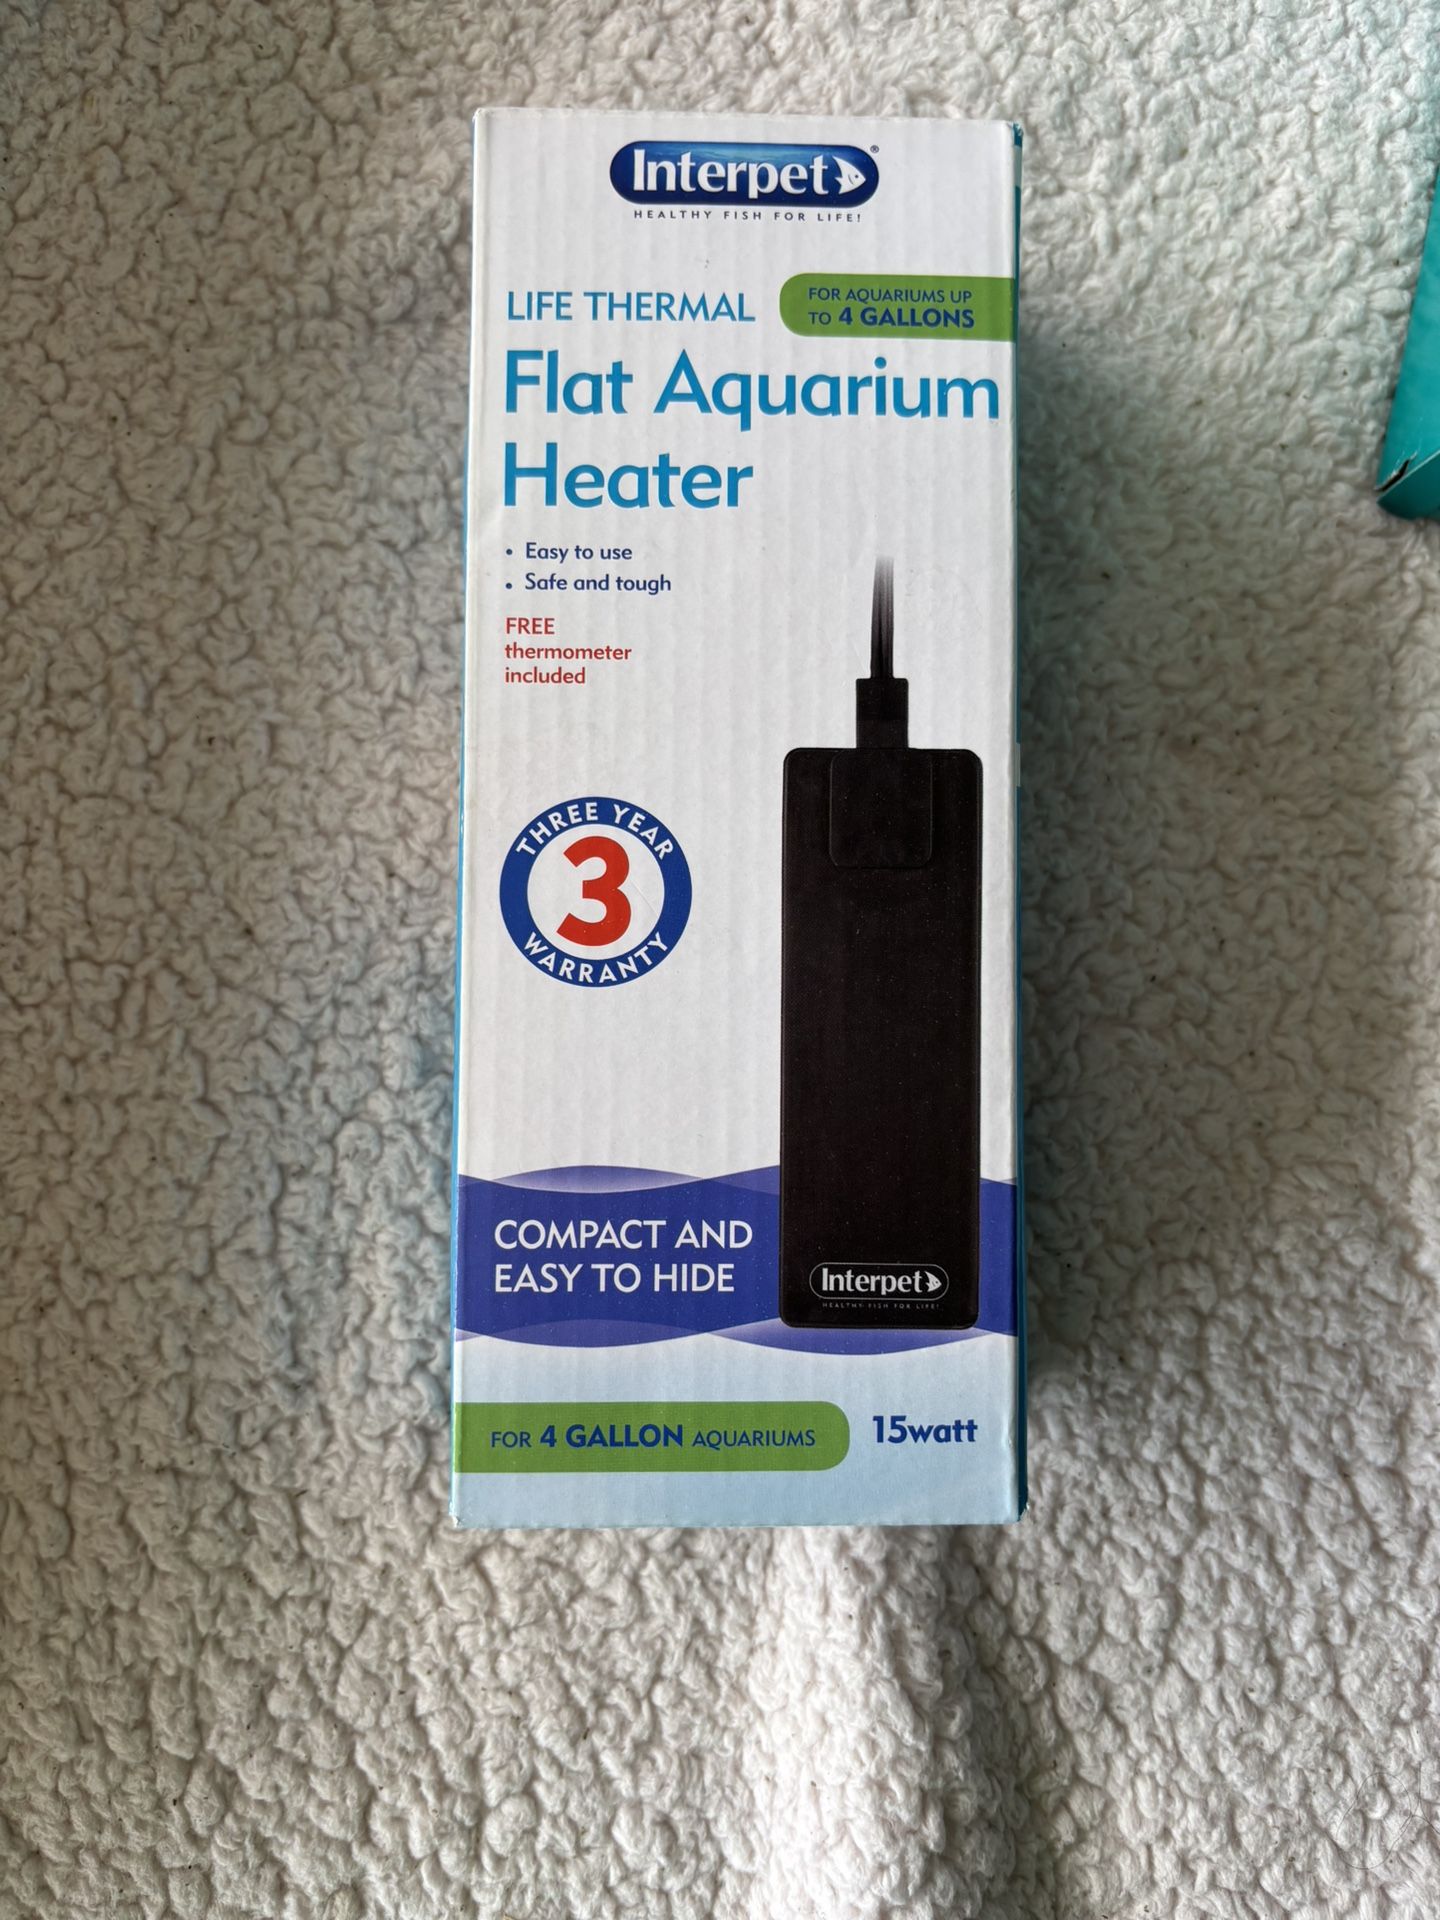 Interpet®
HEALTHY FISH FOR LIFE!
LIFE THERMAL
FOR AQUARIUMS UP
TO 4 GALLONS
Flat Aquarium
Heater
• Easy to use
• Safe and tough
FREE
thermometer
included
THREE YEAR
3
WARRANTY
COMPACT AND
EASY TO HIDE
Interpet
HEALTHY FISH FOR LIFE!
FOR 4 GALLON AQUARIUMS
15watt